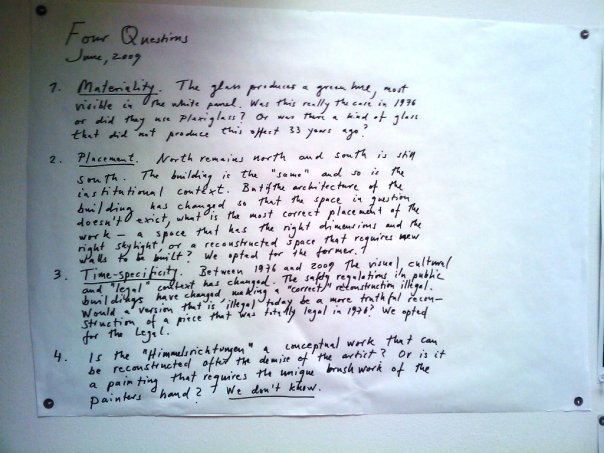 Four Questions
June, 2009
1. Materiality. The glass produces a green hue, most
visible in the white panel. Was this really the case in 1976
or did they use plexiglass? Or was there a kind of glass
that did not produce this effect 33 years ago?
2. Placement. North remains north and south is still
south. The building is the "same" and so is the
institutional context. But if the architecture of the
building has changed so that the space in question
doesn't exist, what is the most correct placement of the
work – a space that has the right dimensions and the
right skylight, or a reconstructed space that requires new
walls to be built? We opted for the former.
3. Time-specificity. Between 1976 and 2009 the visual, cultural
and "legal" context has changed. The safety regulations in public
buildings have changed, making a "correct" reconstruction illegal.
Would a version that is illegal today be a more truthful recon-
struction of a piece that was totally legal in 1976? We opted
for the legal.
4. Is the "Himmelsrichtungen" a conceptual work that can
be reconstructed after the demise of the artist? Or is it
a painting that requires the unique brushwork of the
painters hand? We don't know.